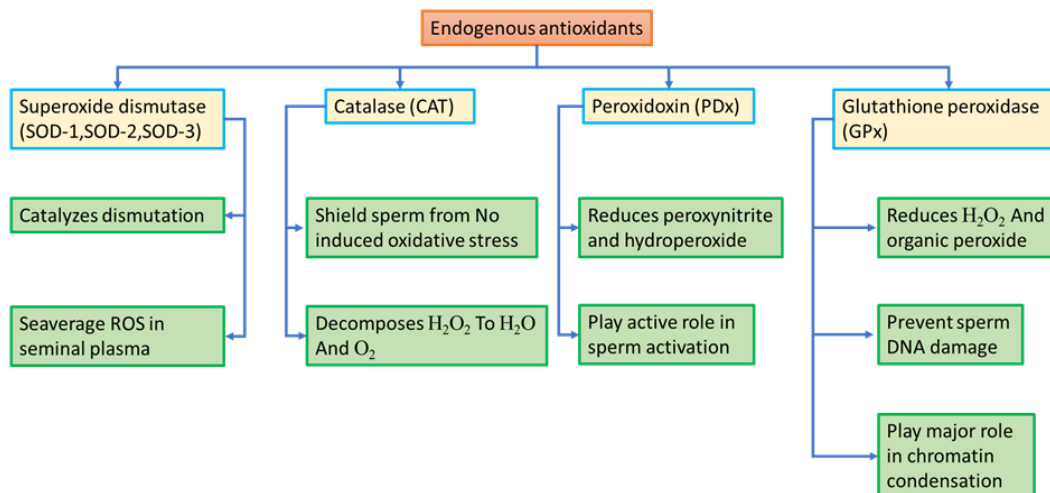 Endogenous antioxidants
Superoxide dismutase
(SOD-1,SOD-2,SOD-3)
Catalyzes dismutation
Seaverage ROS in
seminal plasma
Catalase (CAT)
Shield sperm from No
induced oxidative stress
Decomposes H₂O₂ To H₂O
And O₂
Peroxidoxin (PDx)
Reduces peroxynitrite
and hydroperoxide
Play active role in
sperm activation
Glutathione peroxidase
(GPx)
Reduces H₂O₂ And
organic peroxide
Prevent sperm
DNA damage
Play major role
in chromatin
condensation